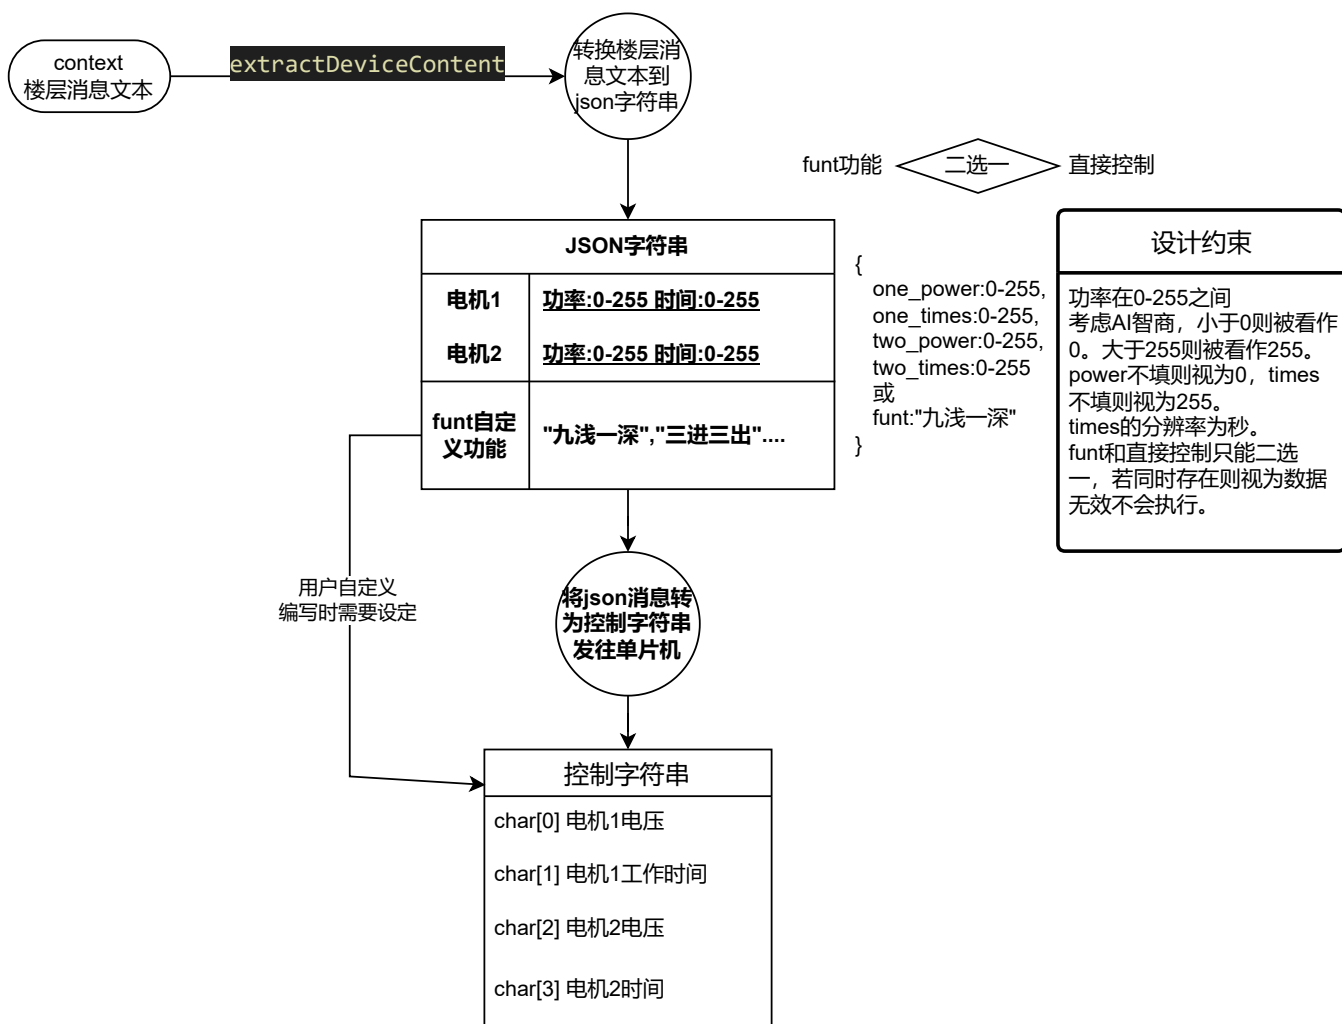 context
楼层消息文本
extractDeviceContent
转换楼层消
息文本到
json字符串
funt功能
二选一
直接控制
JSON字符串
电机1
功率:0-255 时间:0-255
电机2
功率:0-255 时间:0-255
funt自定
义功能
"九浅一深","三进三出"....
{
one_power:0-255,
one_times:0-255,
two_power:0-255,
two_times:0-255
或
funt:"九浅一深"
}
设计约束
功率在0-255之间
考虑AI智商，小于0则被看作
0。大于255则被看作255。
power不填则视为0，times
不填则视为255。
times的分辨率为秒。
funt和直接控制只能二选
一，若同时存在则视为数据
无效不会执行。
用户自定义
编写时需要设定
将json消息转
为控制字符串
发往单片机
控制字符串
char[0] 电机1电压
char[1] 电机1工作时间
char[2] 电机2电压
char[3] 电机2时间